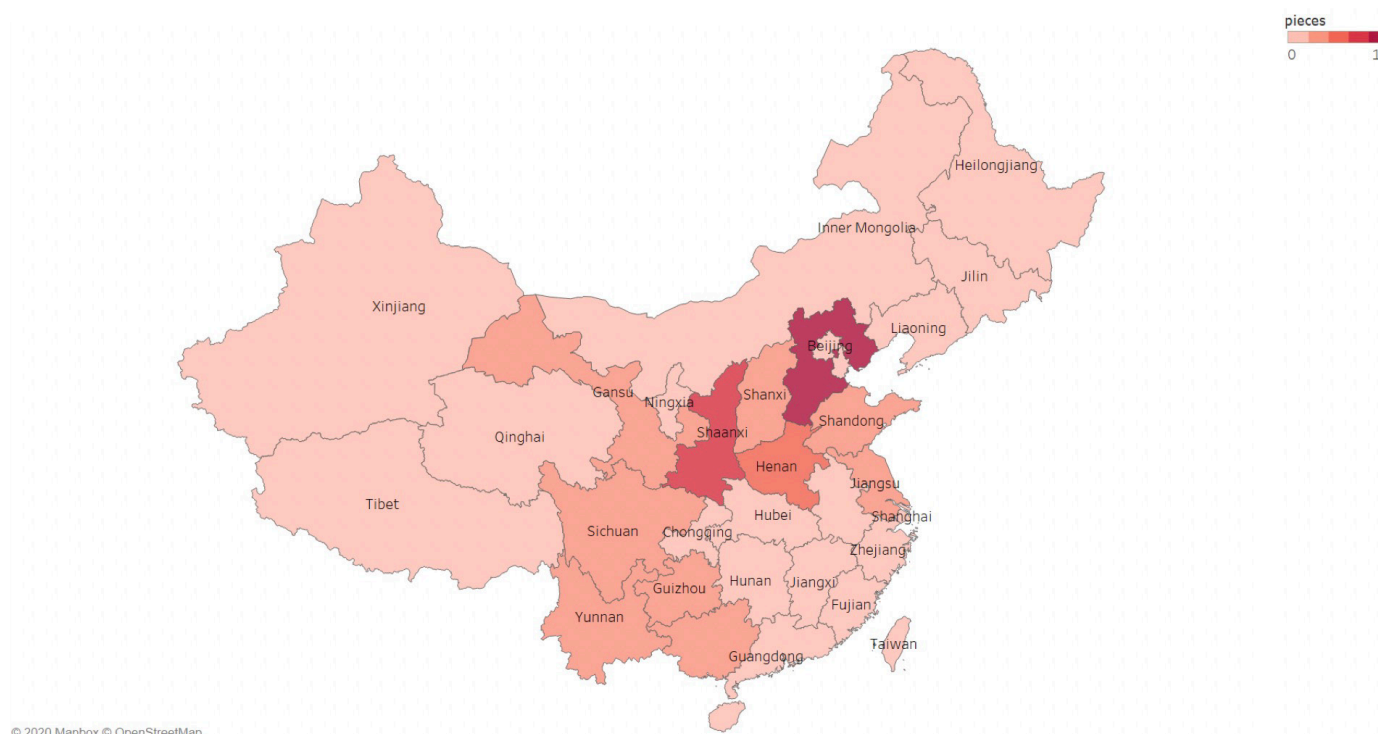 pieces
0 1
Heilongjiang
Inner Mongolia
Jilin
Xinjiang
Liaoning
Beijing
Gansu
Ningxia
Shanxi
Shandong
Shaanxi
Qinghai
Henan
Jiangsu
Tibet
Hubei
Shanghai
Sichuan
Chongqing
Zhejiang
Hunan
Jiangxi
Guizhou
Fujian
Yunnan
Taiwan
Guangdong
© 2020 Mapbox © OpenStreetMap